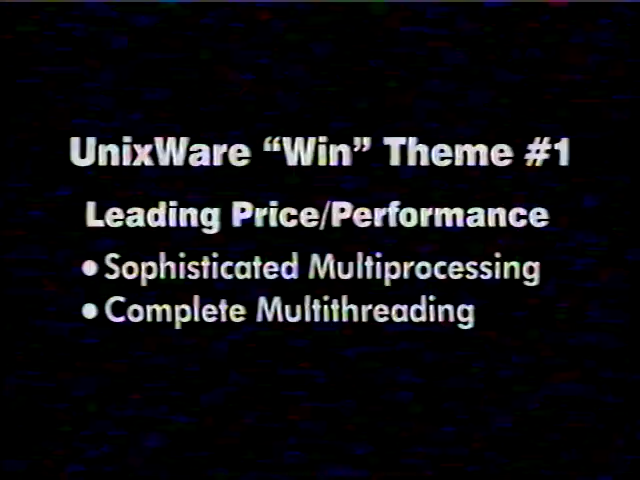 UnixWare “Win” Theme #1
Leading Price/Performance
● Sophisticated Multiprocessing
● Complete Multithreading